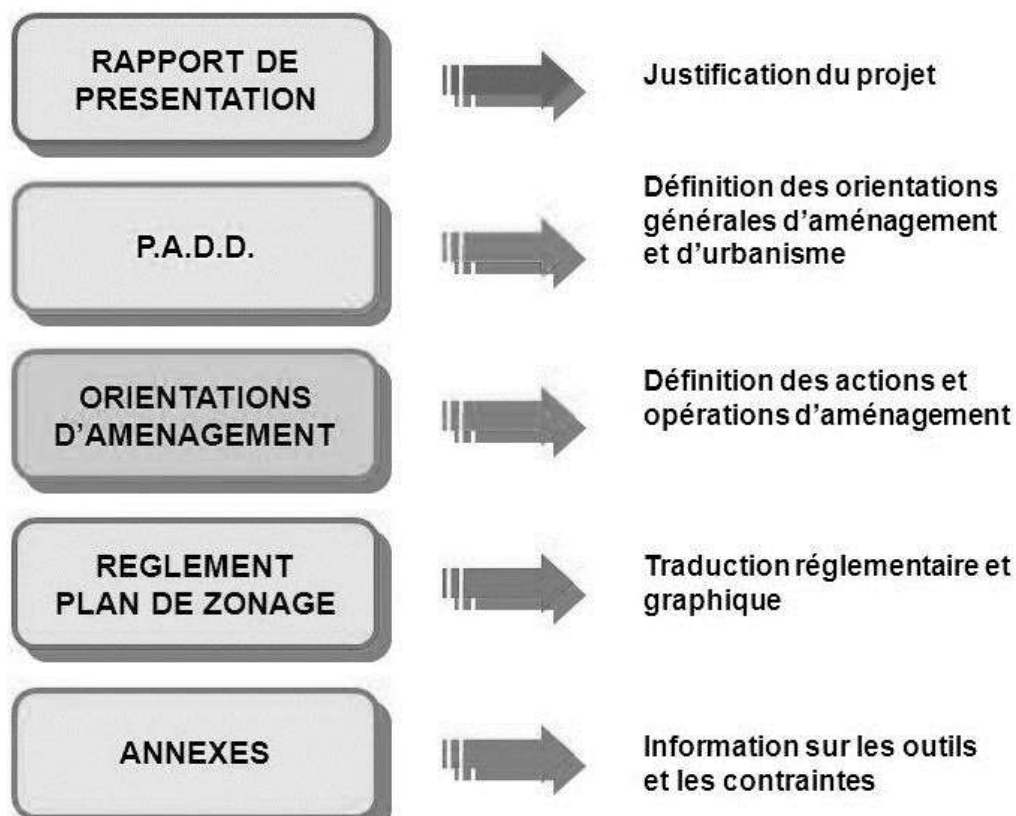 RAPPORT DE
PRESENTATION
Justification du projet
P.A.D.D.
Définition des orientations
générales d’aménagement
et d’urbanisme
ORIENTATIONS
D’AMENAGEMENT
Définition des actions et
opérations d’aménagement
REGLEMENT
PLAN DE ZONAGE
Traduction réglementaire et
graphique
ANNEXES
Information sur les outils
et les contraintes